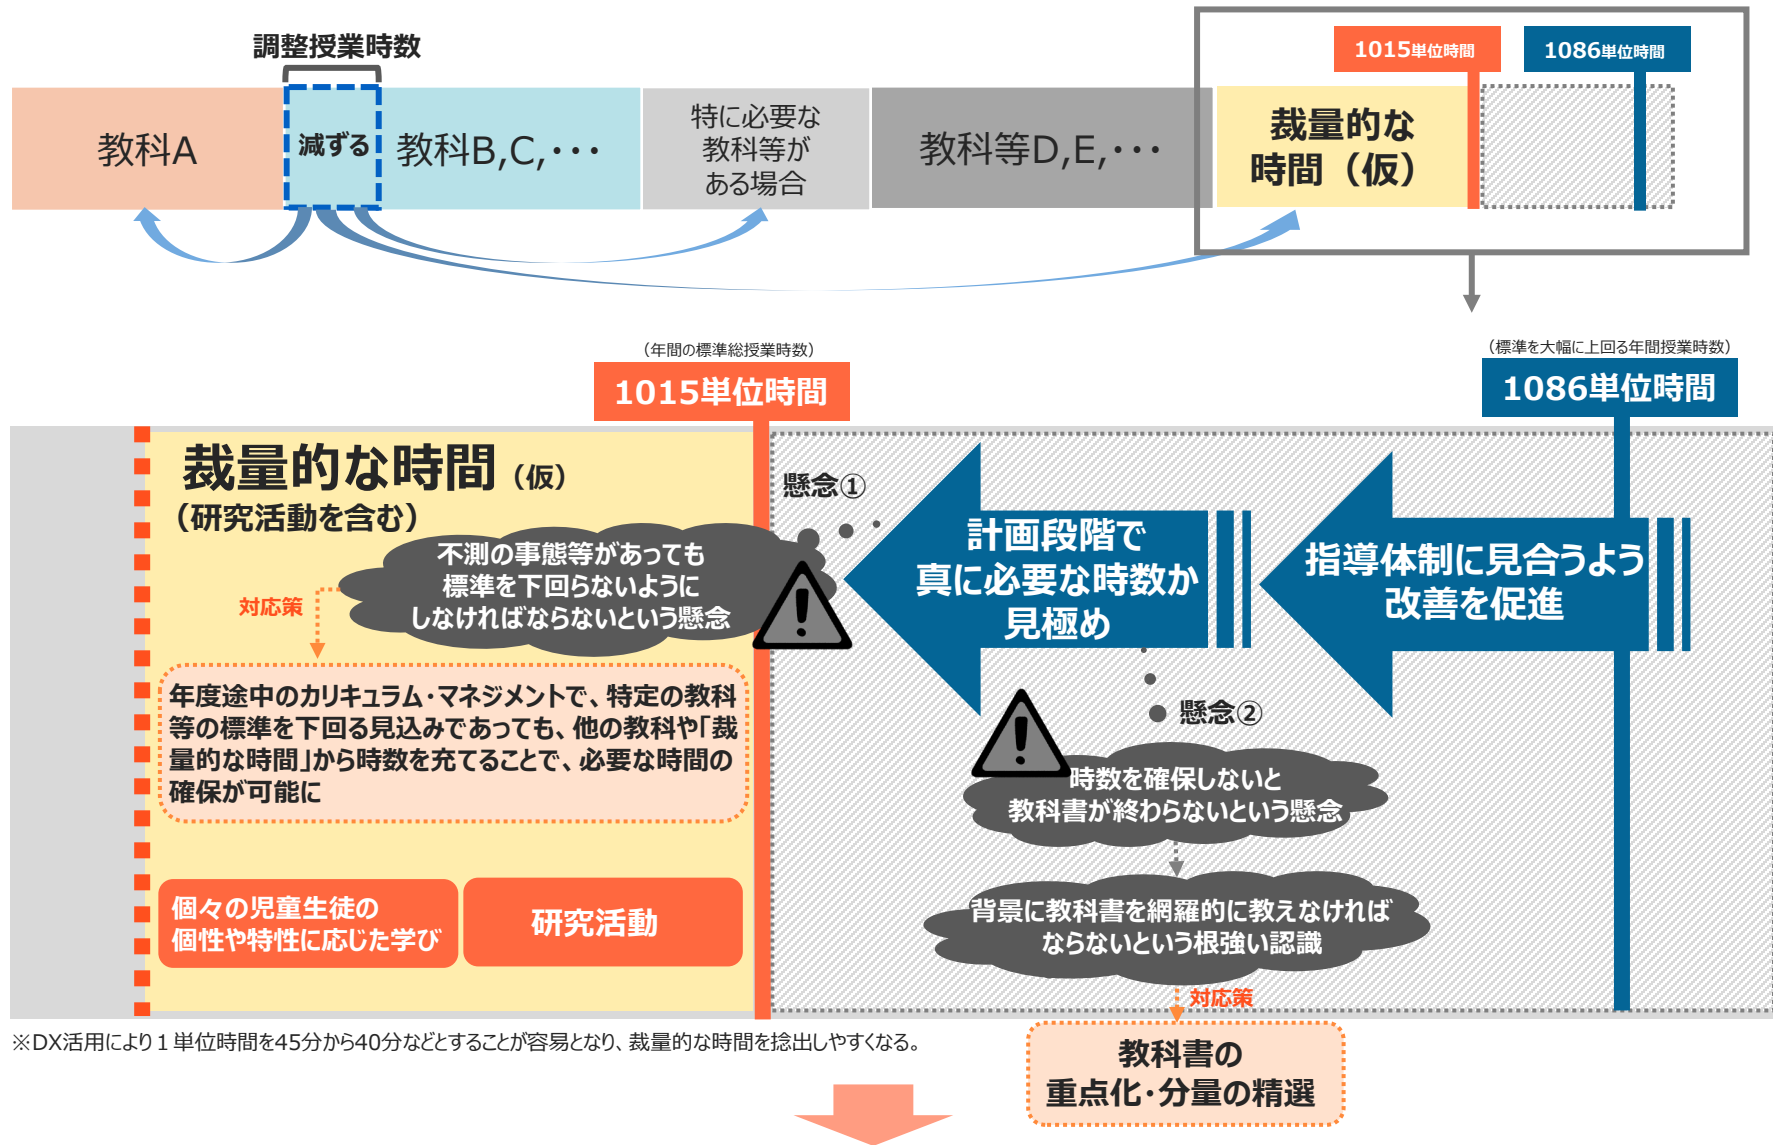 調整授業時数
1015単位時間
1086単位時間
教科A
減ずる
教科B,C,・・・
特に必要な
教科等が
ある場合
教科等D,E,・・・
裁量的な
時間（仮）
（年間の標準総授業時数）
1015単位時間
（標準を大幅に上回る年間授業時数）
1086単位時間
裁量的な時間（仮）
（研究活動を含む）
懸念①
不測の事態等があっても
標準を下回らないように
しなければならないという懸念
対応策
計画段階で
真に必要な時数か
見極め
指導体制に見合うよう
改善を促進
年度途中のカリキュラム・マネジメントで、特定の教科
等の標準を下回る見込みであっても、他の教科や「裁
量的な時間」から時数を充てることで、必要な時間の
確保が可能に
懸念②
時数を確保しないと
教科書が終わらないという懸念
個々の児童生徒の
個性や特性に応じた学び
研究活動
背景に教科書を網羅的に教えなければ
ならないという根強い認識
対応策
※DX活用により１単位時間を45分から40分などとすることが容易となり、裁量的な時間を捻出しやすくなる。
教科書の
重点化・分量の精選